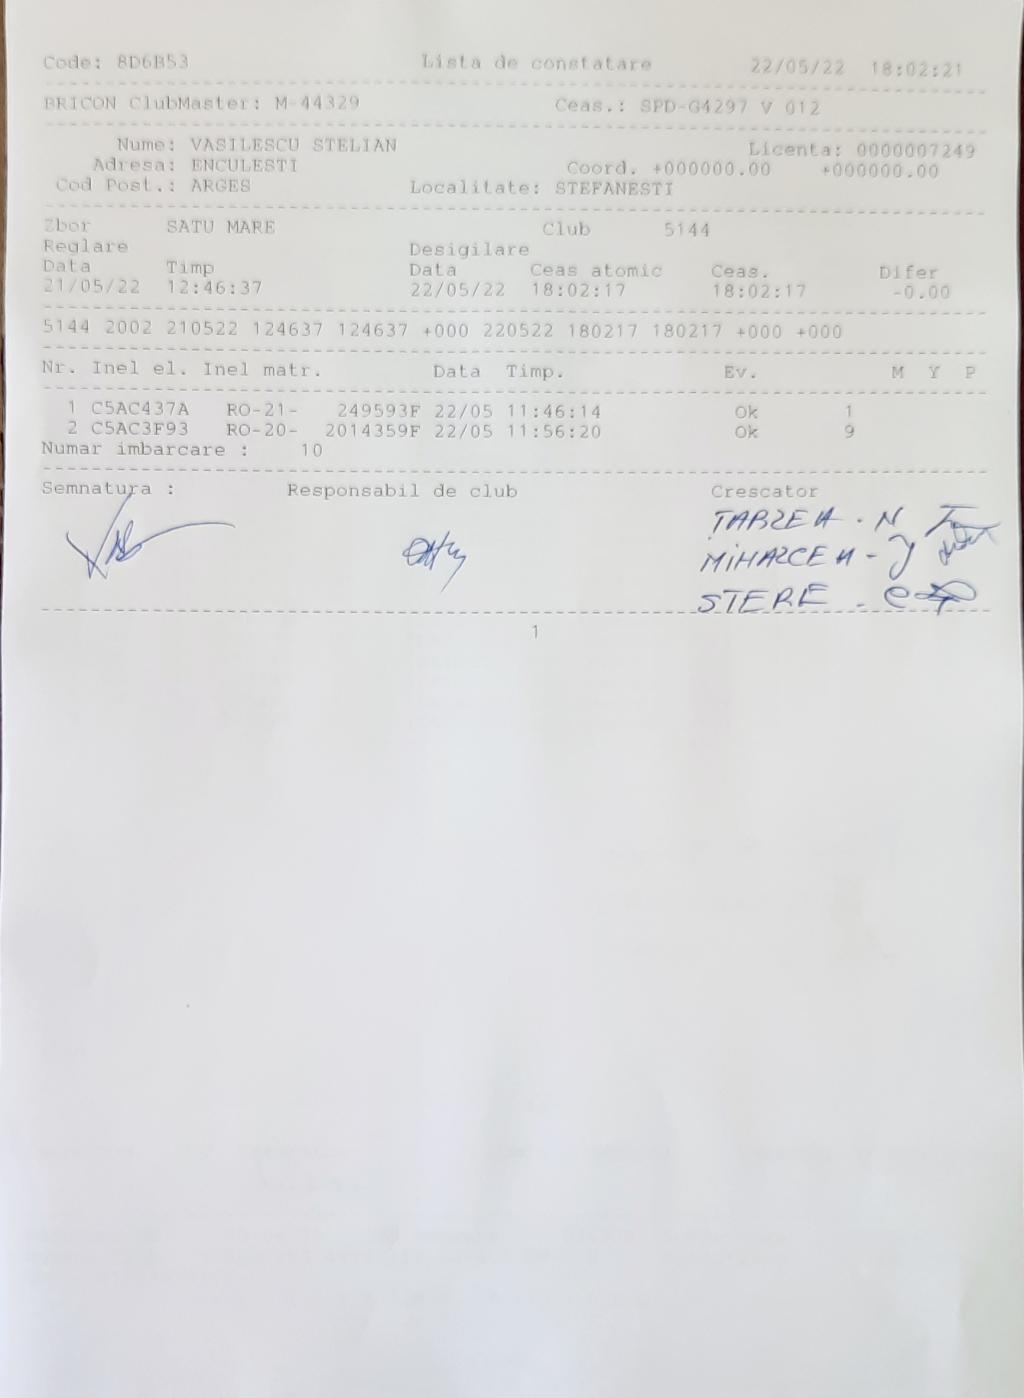 Code: 8D6B53 Lista de constatare 22/05/22 18:02:21
BRICON ClubMaster: M-44329 Ceas.: SPD-G4297 V 012
Nume: VASILESCU STELIAN Licenta: 0000007249
Adresa: ENCULESTI Coord. +000000.00 +000000.00
Cod Post.: ARGES Localitate: STEFANESTI
Zbor SATU MARE Club 5144
Reglare Desigilare
Data Timp Data Ceas atomic Ceas. Difer
21/05/22 12:46:37 22/05/22 18:02:17 18:02:17 -0.00
5144 2002 210522 124637 124637 +000 220522 180217 180217 +000 +000
Nr. Inel el. Inel matr. Data Timp. Ev. M Y P
1 C5AC437A RO-21- 249593F 22/05 11:46:14 Ok 1
2 C5AC3F93 RO-20- 2014359F 22/05 11:56:20 Ok 9
Numar imbarcare : 10
Semnatura : Responsabil de club Crescator
TABZEA. N
MIHAZCEA -
STERE - C
1